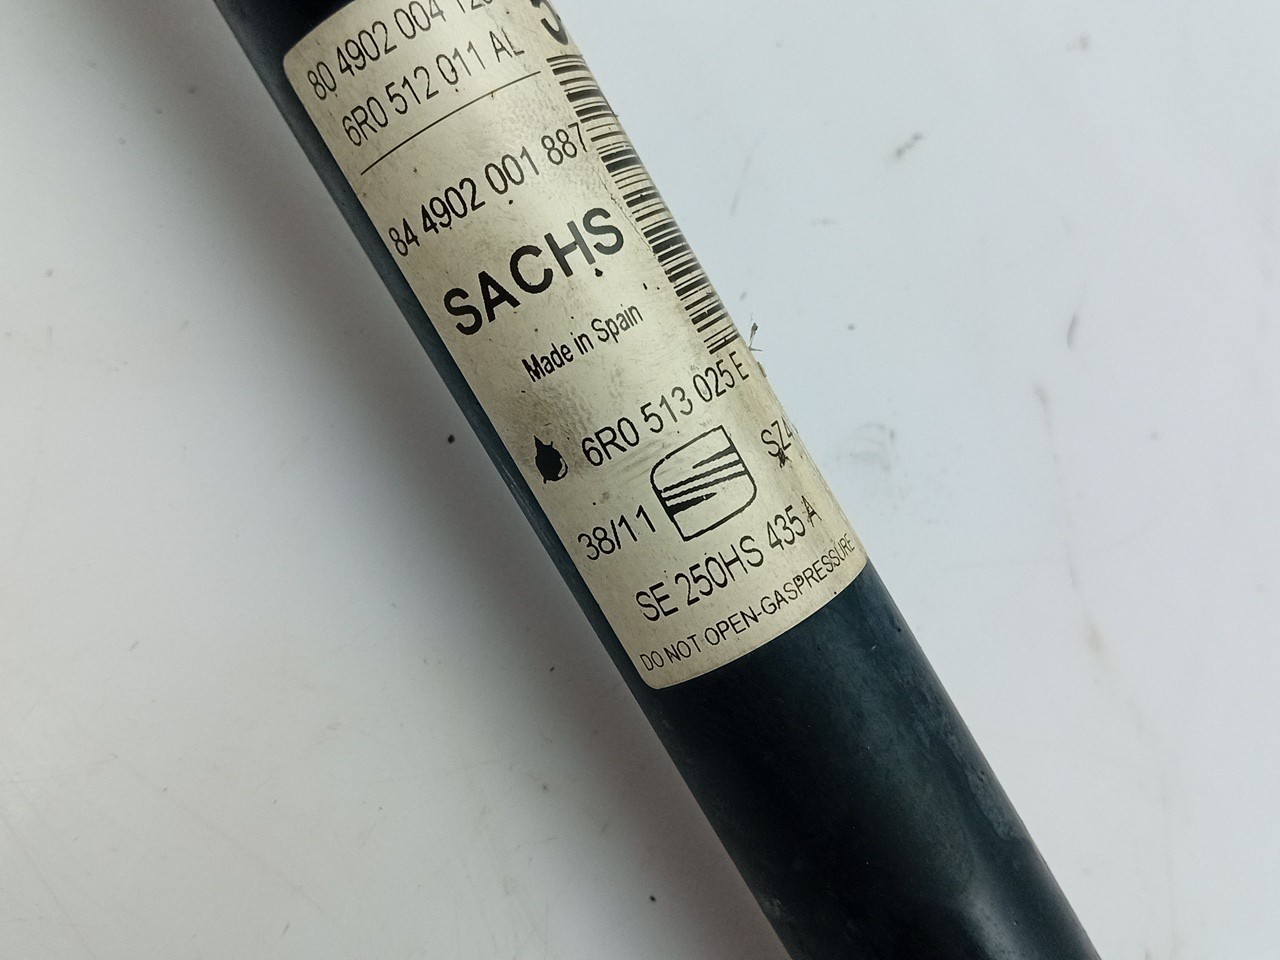 80 4902 004
6R0 512 011 AL
84 4902 001 887
SACHS
Made in Spain
6R0 513 025 E
38/11
SE 250HS 435 A
DO NOT OPEN-GASPRESSURE